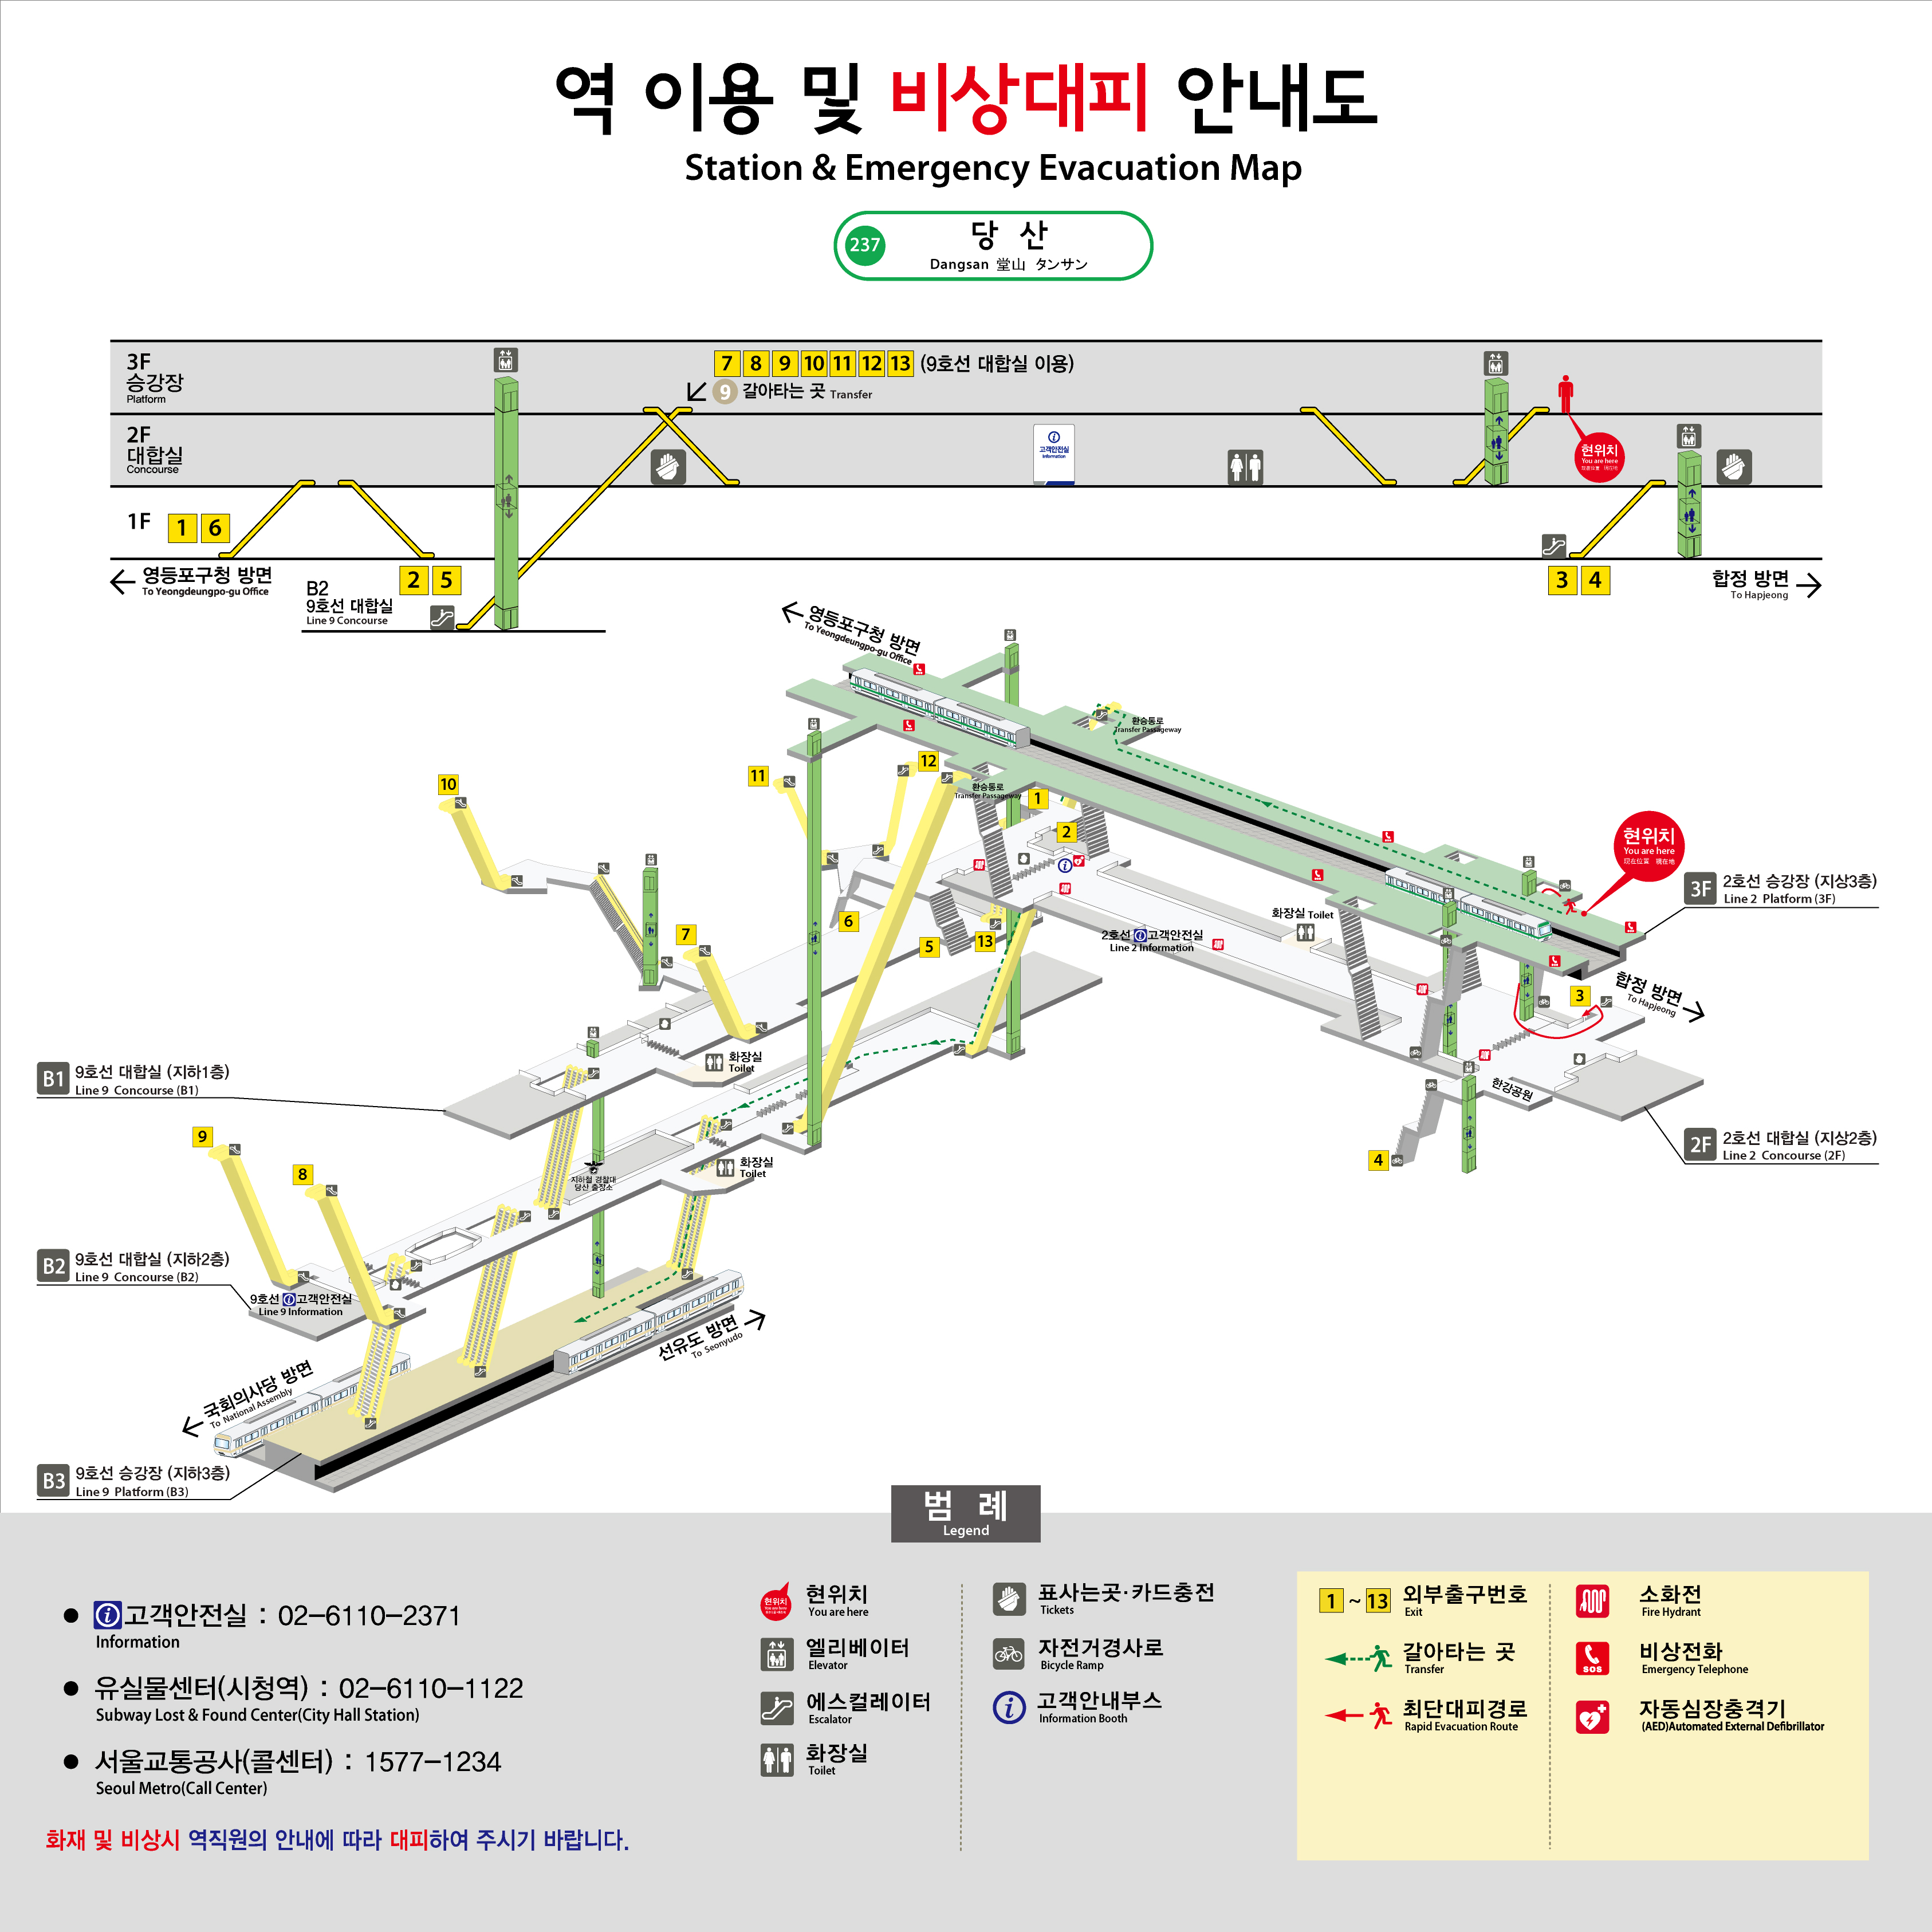 역 이용 및 비상대피 안내도
Station & Emergency Evacuation Map
237
당 산
Dangsan 堂山 タンサン
3F
승강장
Platform
7 8 9 10 11 12 13 (9호선 대합실 이용)
9 갈아타는 곳 Transfer
2F
대합실
Concourse
고객안전실
Information
현위치
You are here
1F
1 6
영등포구청 방면
To Yeongdeungpo-gu Office
2 5
B2
9호선 대합실
Line 9 Concourse
3 4
합정 방면
To Hapjeong
영등포구청 방면
To Yeongdeungpo-gu Office
환승통로
Transfer Passageway
12
11
10
환승통로
Transfer Passageway
1
2
현위치
You are here
현재位置 · 現在地
3F
2호선 승강장 (지상3층)
Line 2 Platform (3F)
화장실 Toilet
6
7
5
13
2호선 고객안전실
Line 2 Information
합정 방면
To Hapjeong
3
화장실
Toilet
B1
9호선 대합실 (지하1층)
Line 9 Concourse (B1)
한강공원
2F
2호선 대합실 (지상2층)
Line 2 Concourse (2F)
9
8
4
화장실
Toilet
지하철 경찰대
당산 출장소
B2
9호선 대합실 (지하2층)
Line 9 Concourse (B2)
9호선 고객안전실
Line 9 Information
선유도 방면
To Seonyudo
국회의사당 방면
To National Assembly
B3
9호선 승강장 (지하3층)
Line 9 Platform (B3)
범 례
Legend
고객안전실 : 02-6110-2371
Information
유실물센터(시청역) : 02-6110-1122
Subway Lost & Found Center(City Hall Station)
서울교통공사(콜센터) : 1577-1234
Seoul Metro(Call Center)
화재 및 비상시 역직원의 안내에 따라 대피하여 주시기 바랍니다.
현위치
현위치
You are here
엘리베이터
Elevator
에스컬레이터
Escalator
화장실
Toilet
표사는곳·카드충전
Tickets
자전거경사로
Bicycle Ramp
고객안내부스
Information Booth
1 ~ 13 외부출구번호
Exit
갈아타는 곳
Transfer
최단대피경로
Rapid Evacuation Route
소화전
Fire Hydrant
SOS
비상전화
Emergency Telephone
자동심장충격기
(AED)Automated External Defibrillator